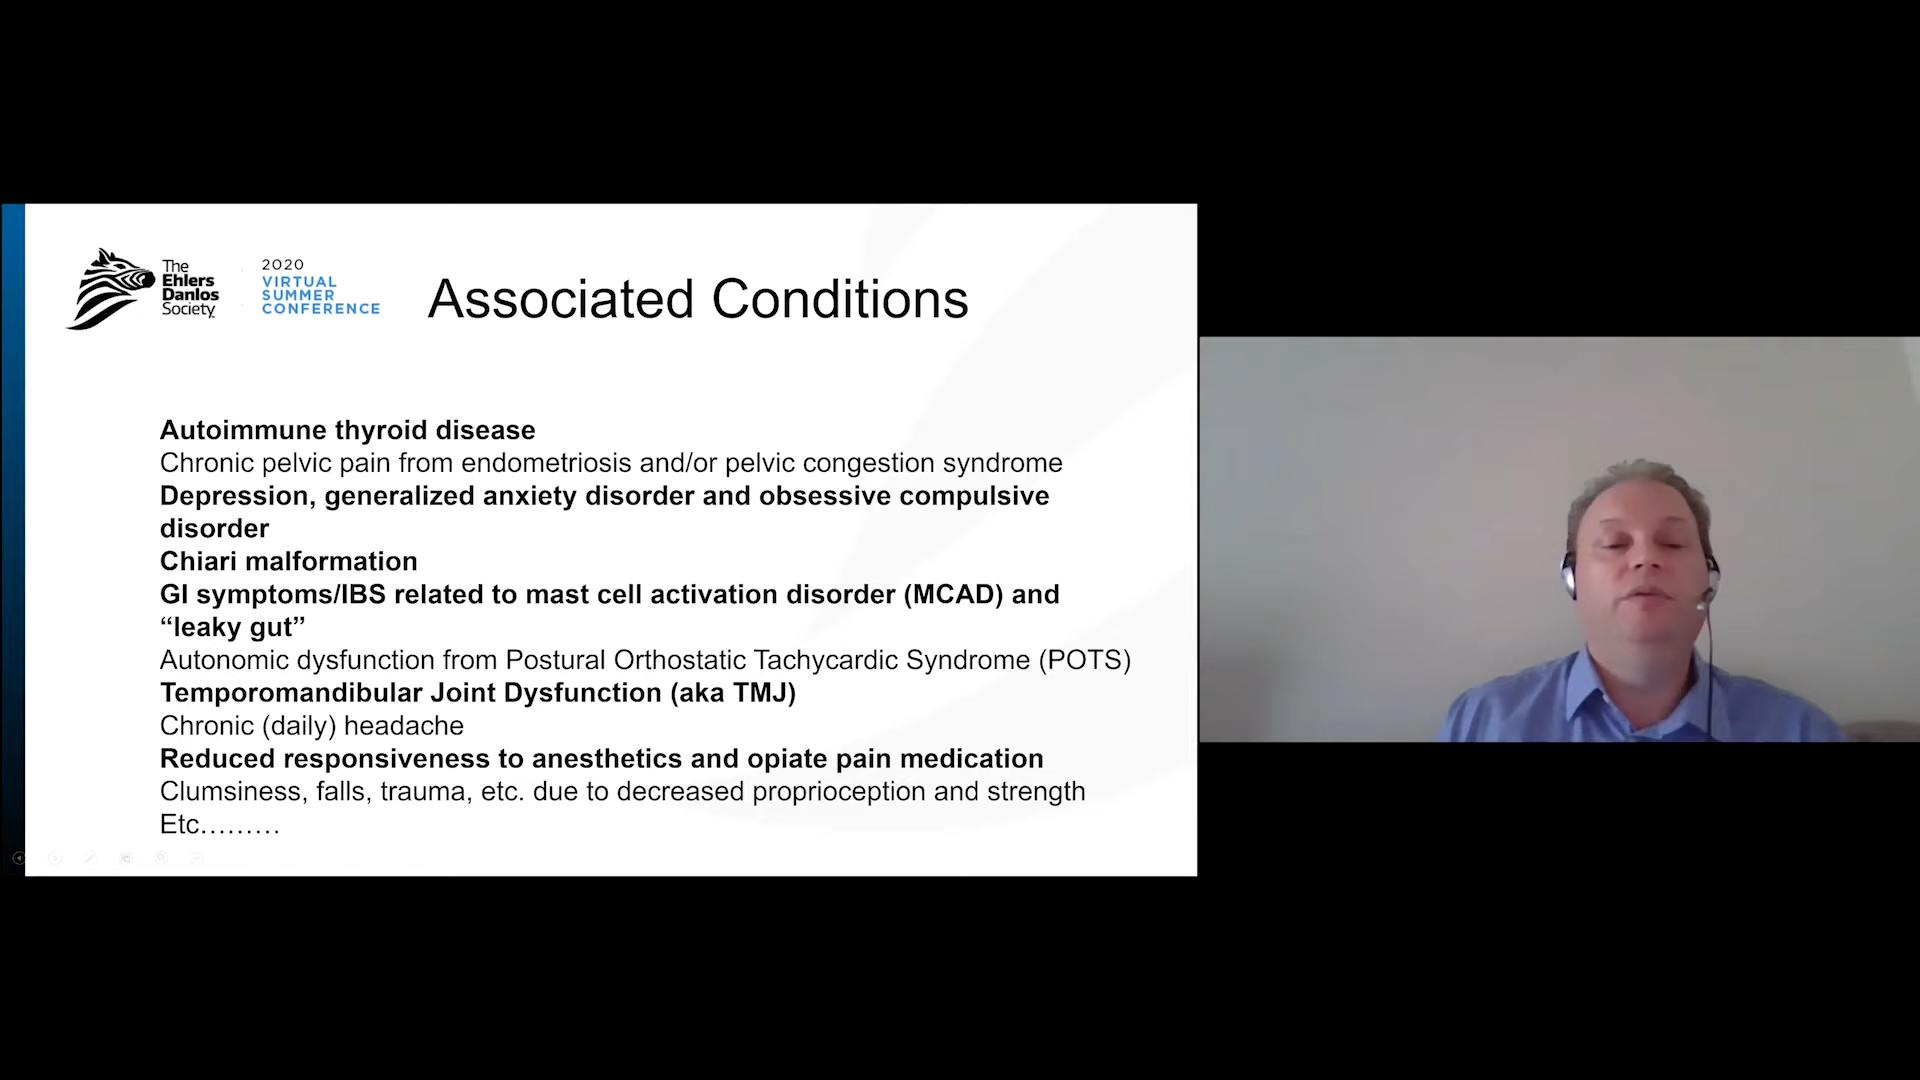 The
Ehlers
Danlos
Society
2020
VIRTUAL
SUMMER
CONFERENCE
Associated Conditions
Autoimmune thyroid disease
Chronic pelvic pain from endometriosis and/or pelvic congestion syndrome
Depression, generalized anxiety disorder and obsessive compulsive
disorder
Chiari malformation
GI symptoms/IBS related to mast cell activation disorder (MCAD) and
“leaky gut”
Autonomic dysfunction from Postural Orthostatic Tachycardic Syndrome (POTS)
Temporomandibular Joint Dysfunction (aka TMJ)
Chronic (daily) headache
Reduced responsiveness to anesthetics and opiate pain medication
Clumsiness, falls, trauma, etc. due to decreased proprioception and strength
Etc………